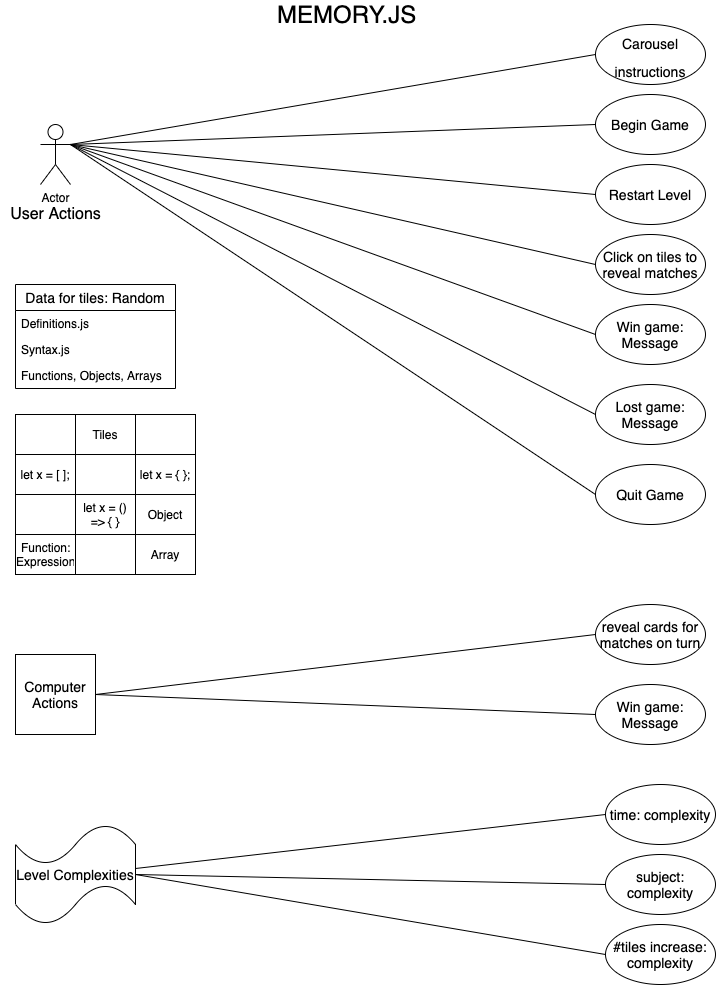 MEMORY.JS
Carousel
instructions
Begin Game
Restart Level
Click on tiles to
reveal matches
Win game:
Message
Lost game:
Message
Quit Game
Actor
User Actions
Data for tiles: Random
Definitions.js
Syntax.js
Functions, Objects, Arrays
Tiles
let x = [ ];
let x = { };
let x = ()
=> { }
Object
Function:
Expression
Array
Computer
Actions
reveal cards for
matches on turn
Win game:
Message
Level Complexities
time: complexity
subject:
complexity
#tiles increase:
complexity